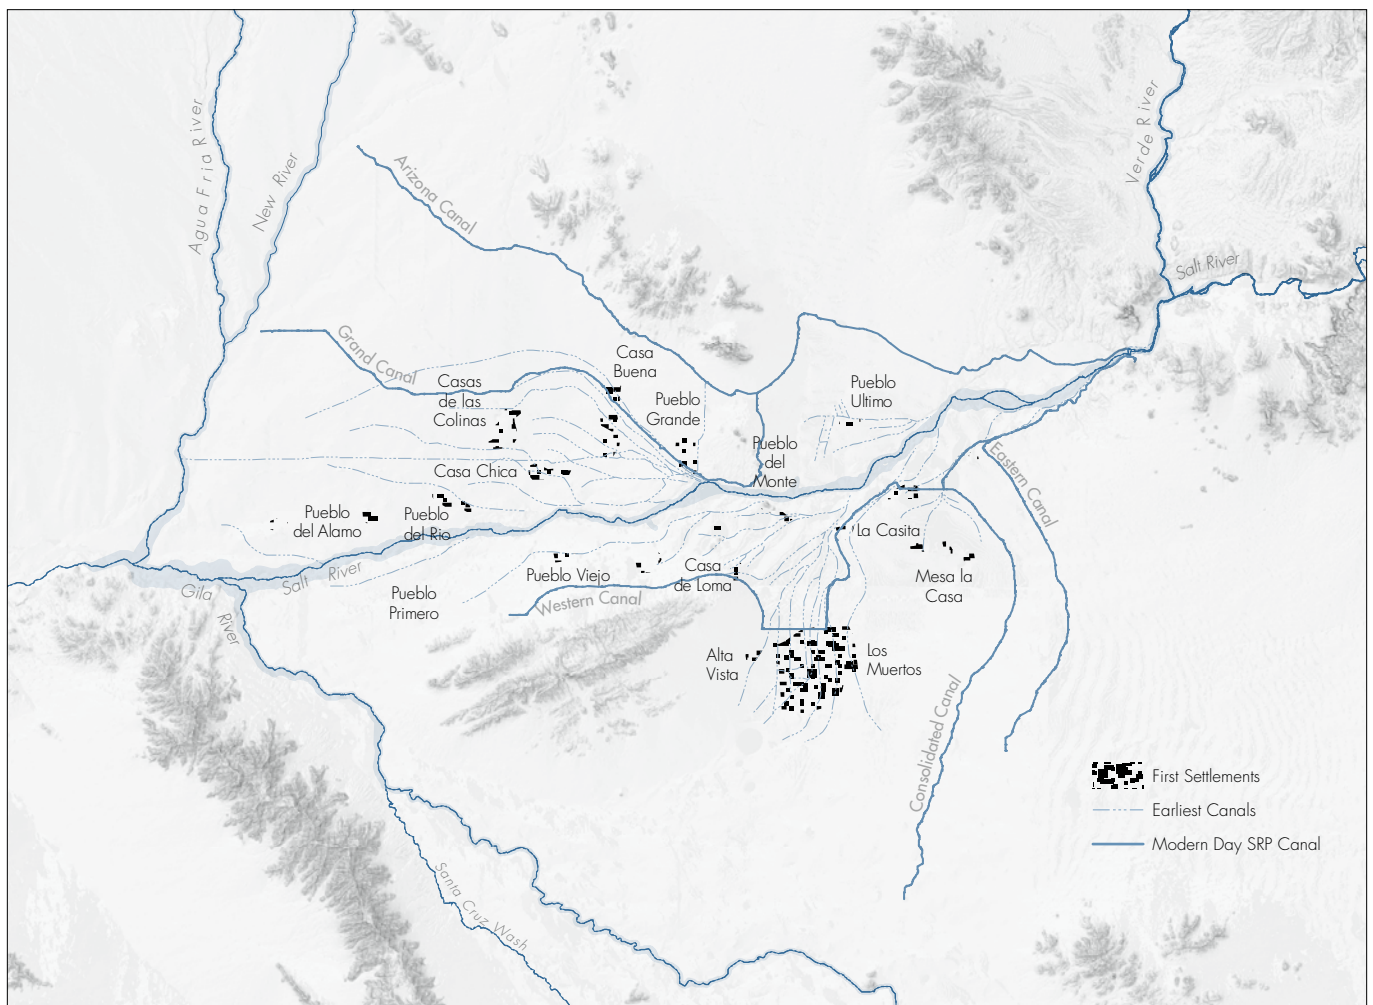 Agua Fria River
New River
Arizona Canal
Verde River
Salt River
Grand Canal
Casa
Buena
Casas
de las
Colinas
Pueblo
Grande
Pueblo
Ultimo
Pueblo
del
Monte
Casa Chica
Eastern Canal
Pueblo
del Alamo
Pueblo
del Rio
La Casita
Salt River
Gila River
Pueblo
Primero
Pueblo Viejo
Casa
de Loma
Western Canal
Mesa la
Casa
Alta
Vista
Los
Muertos
Consolidated Canal
Santa Cruz Wash
First Settlements
Earliest Canals
Modern Day SRP Canal